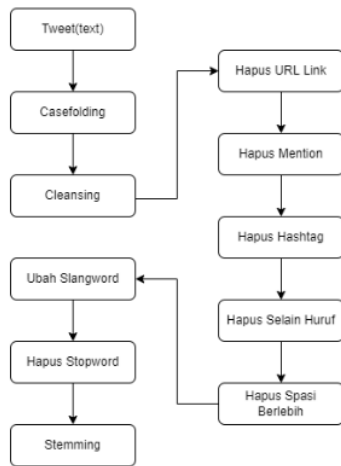 Tweet(text)
Casefolding
Cleansing
Hapus URL Link
Hapus Mention
Hapus Hashtag
Hapus Selain Huruf
Hapus Spasi
Berlebih
Ubah Slangword
Hapus Stopword
Stemming